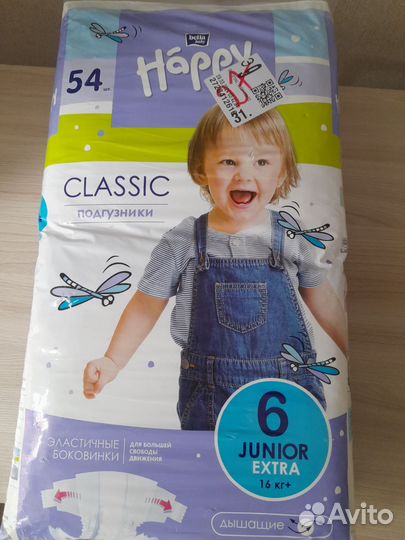 bella
baby
54 шт.
Háppy
CLASSIC
подгузники
6
JUNIOR
EXTRA
16 кг+
ЭЛАСТИЧНЫЕ
БОКОВИНКИ
ДЛЯ БОЛЬШЕЙ
СВОБОДЫ
ДВИЖЕНИЯ
дышащие
Avito